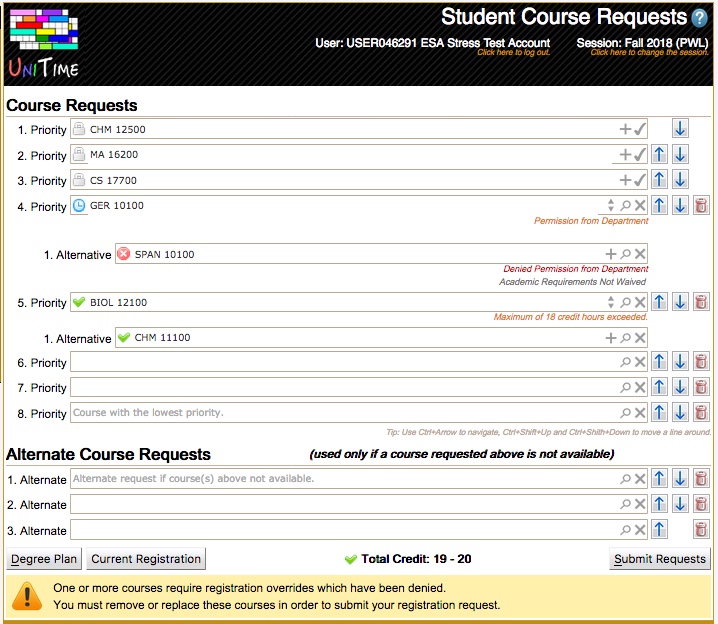 Student Course Requests ?
User: USER046291 ESA Stress Test Account Session: Fall 2018 (PWL)
Click here to log out. Click here to change the session.
UNITIME
Course Requests
1. Priority CHM 12500
2. Priority MA 16200
3. Priority CS 17700
4. Priority GER 10100
Permission from Department
1. Alternative SPAN 10100
Denied Permission from Department
Academic Requirements Not Waived
5. Priority BIOL 12100
Maximum of 18 credit hours exceeded.
1. Alternative CHM 11100
6. Priority
7. Priority
8. Priority Course with the lowest priority.
Tip: Use Ctrl+Arrow to navigate, Ctrl+Shift+Up and Ctrl+Shith+Down to move a line around.
Alternate Course Requests (used only if a course requested above is not available)
1. Alternate Alternate request if course(s) above not available.
2. Alternate
3. Alternate
Degree Plan Current Registration Total Credit: 19 - 20 Submit Requests
One or more courses require registration overrides which have been denied.
You must remove or replace these courses in order to submit your registration request.